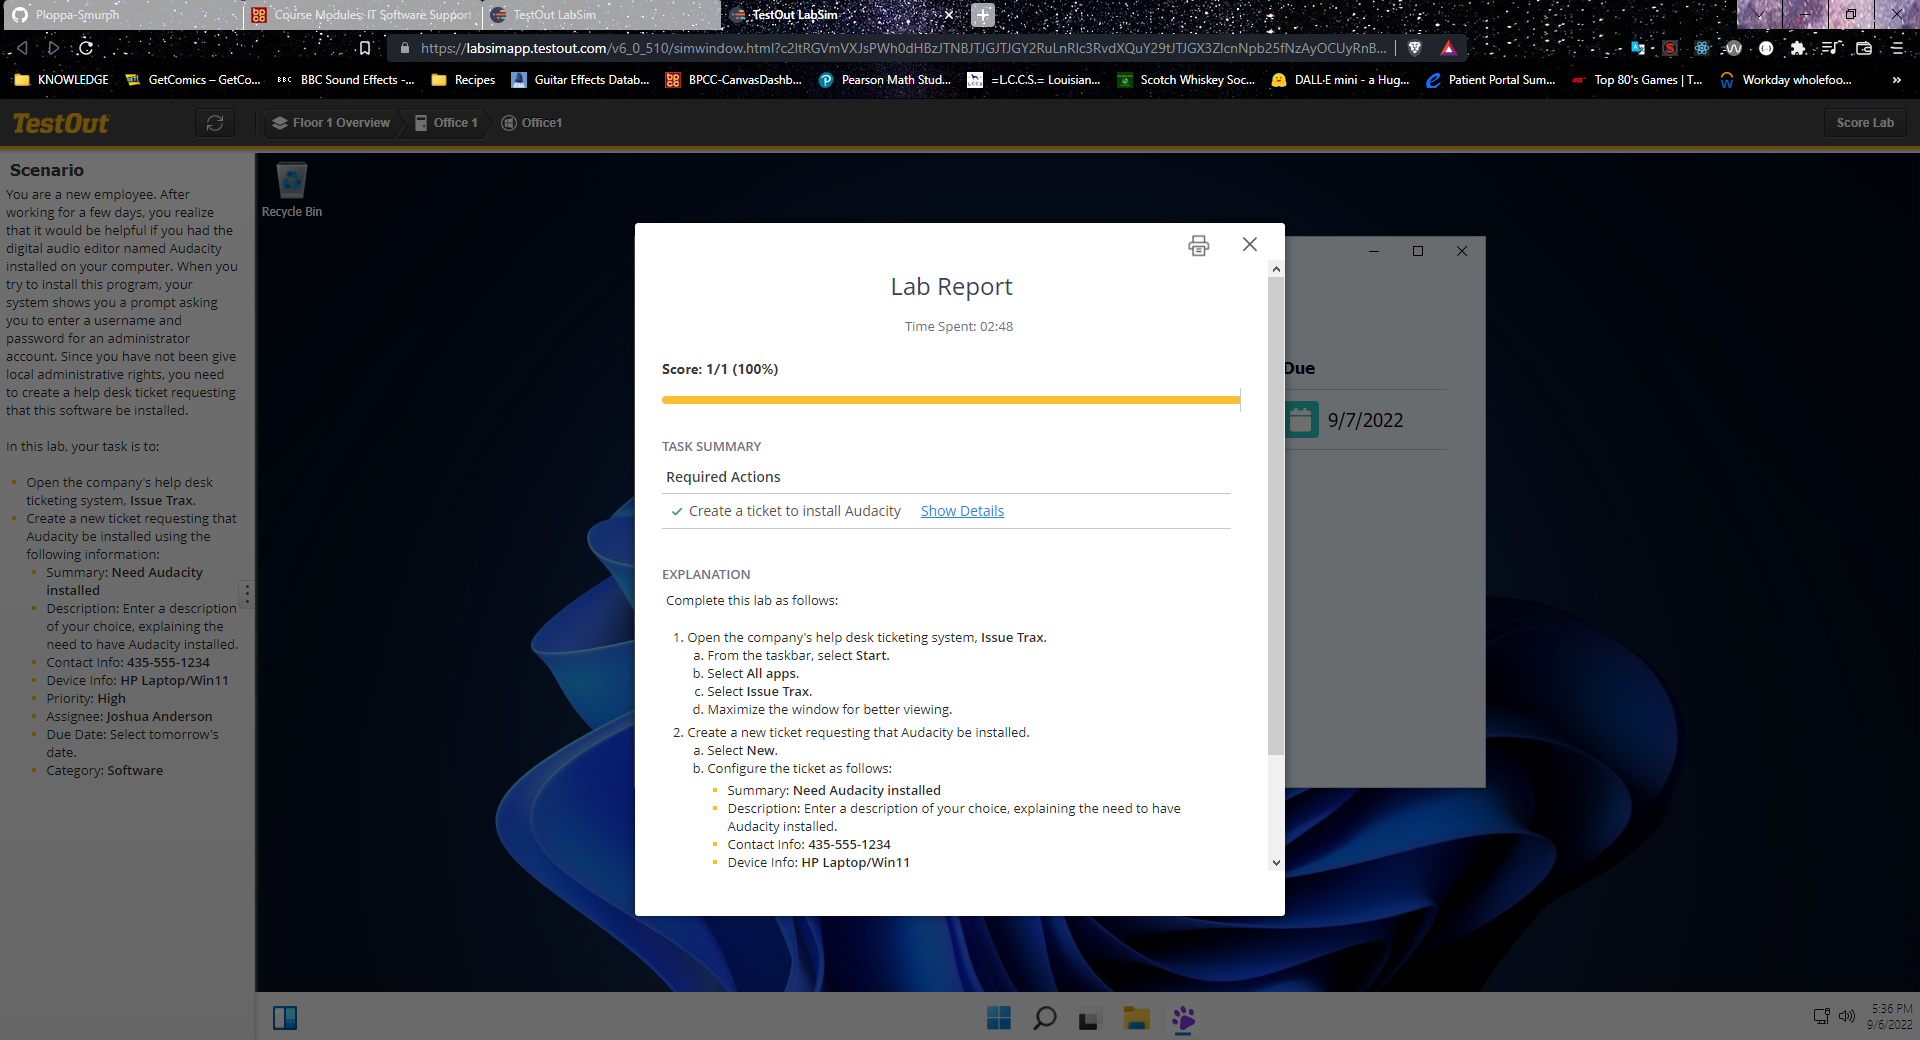 Ploppa-Smurph
Course Modules: IT Software Support
TestOut LabSim
TestOut LabSim
KNOWLEDGE
GetComics – GetCo...
BBC Sound Effects -...
Recipes
Guitar Effects Datab...
BPCC-CanvasDashb...
Pearson Math Stud...
=L.C.C.S.= Louisian...
Scotch Whiskey Soc...
DALL·E mini - a Hug...
Patient Portal Sum...
Top 80's Games | T...
Workday wholefoo...
»
TestOut
Floor 1 Overview
Office 1
Office1
Score Lab
Scenario
You are a new employee. After
working for a few days, you realize
that it would be helpful if you had the
digital audio editor named Audacity
installed on your computer. When you
try to install this program, your
system shows you a prompt asking
you to enter a username and
password for an administrator
account. Since you have not been give
local administrative rights, you need
to create a help desk ticket requesting
that this software be installed.
In this lab, your task is to:
Open the company's help desk
ticketing system, Issue Trax.
Create a new ticket requesting that
Audacity be installed using the
following information:
Summary: Need Audacity
installed
Description: Enter a description
of your choice, explaining the
need to have Audacity installed.
Contact Info: 435-555-1234
Device Info: HP Laptop/Win11
Priority: High
Assignee: Joshua Anderson
Due Date: Select tomorrow's
date.
Category: Software
Recycle Bin
Lab Report
Time Spent: 02:48
Score: 1/1 (100%)
TASK SUMMARY
Required Actions
Create a ticket to install Audacity Show Details
EXPLANATION
Complete this lab as follows:
1. Open the company's help desk ticketing system, Issue Trax.
a. From the taskbar, select Start.
b. Select All apps.
c. Select Issue Trax.
d. Maximize the window for better viewing.
2. Create a new ticket requesting that Audacity be installed.
a. Select New.
b. Configure the ticket as follows:
Summary: Need Audacity installed
Description: Enter a description of your choice, explaining the need to have
Audacity installed.
Contact Info: 435-555-1234
Device Info: HP Laptop/Win11
Due
9/7/2022
5:36 PM
9/6/2022